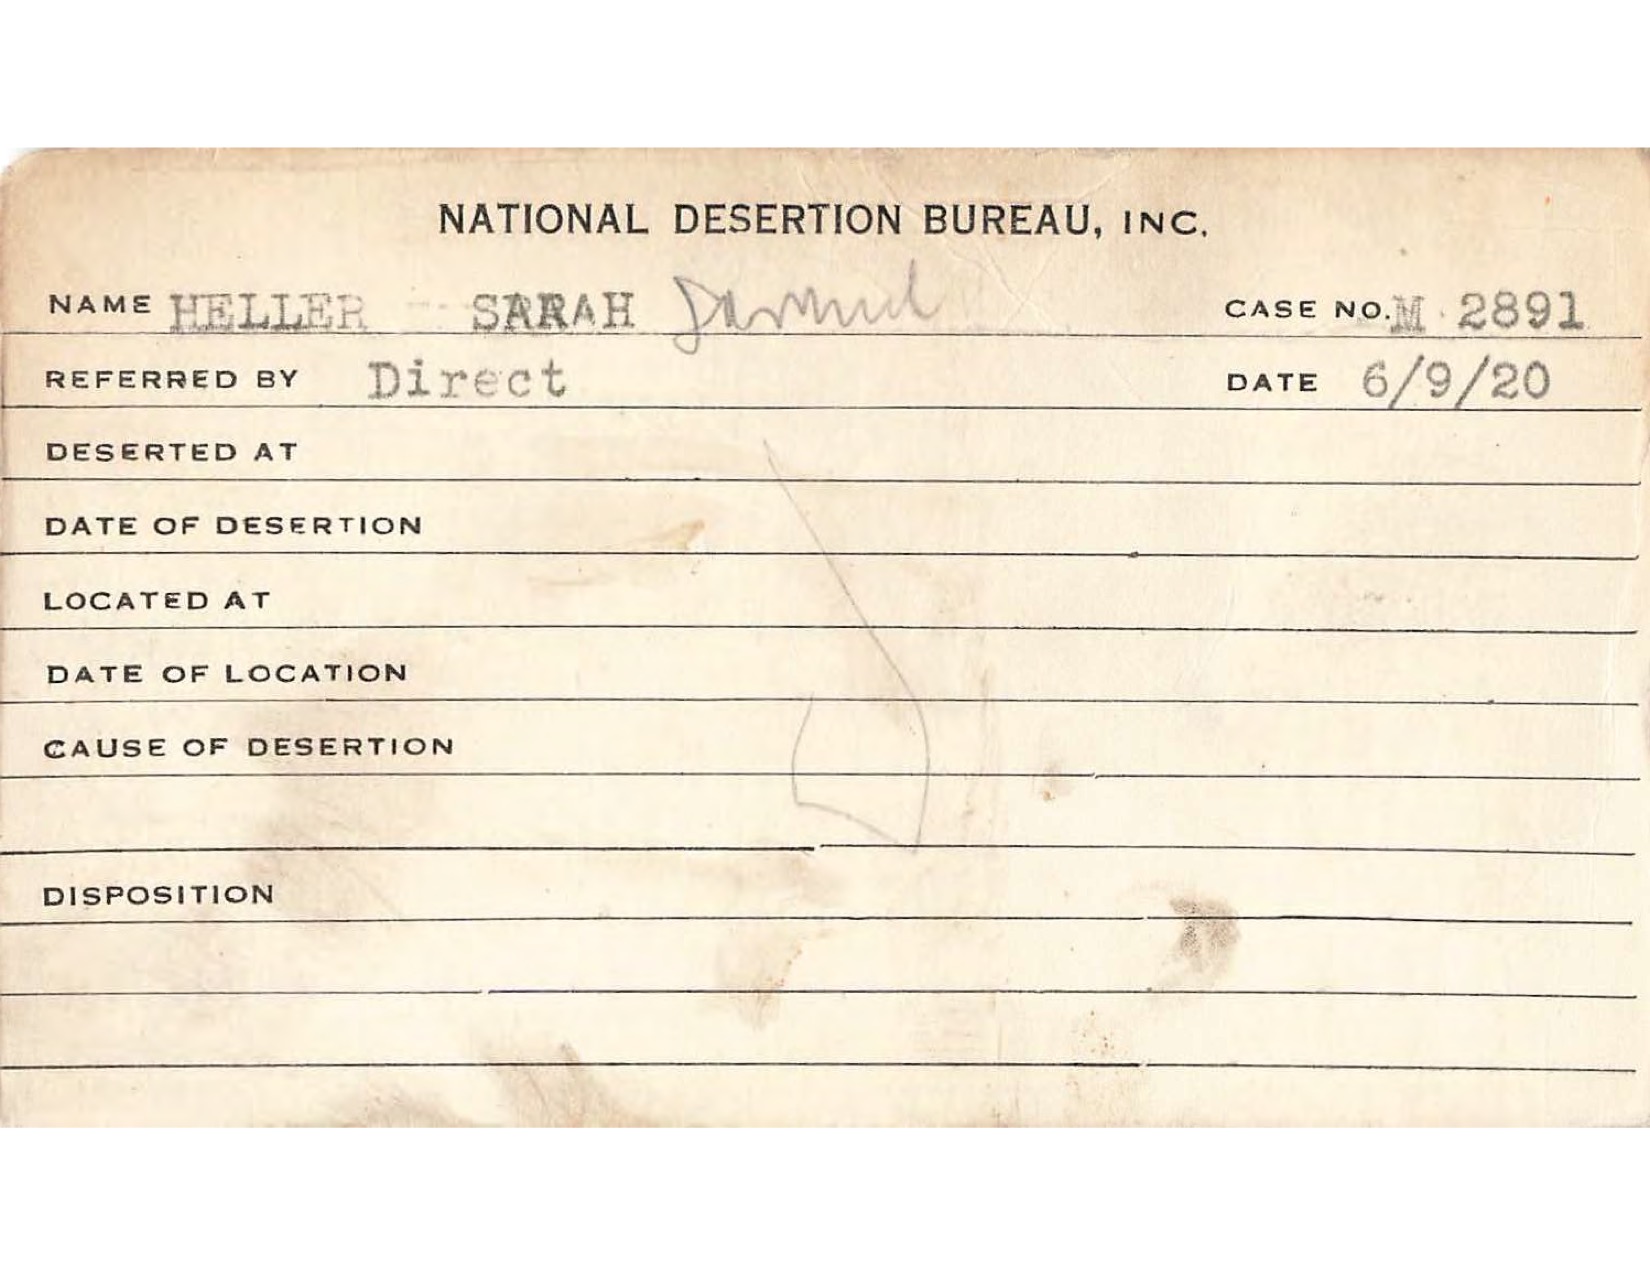 NATIONAL DESERTION BUREAU, INC.
NAME HELLER -- SARAH Samuel CASE NO. M 2891
REFERRED BY Direct DATE 6/9/20
DESERTED AT
DATE OF DESERTION
LOCATED AT
DATE OF LOCATION
CAUSE OF DESERTION
DISPOSITION